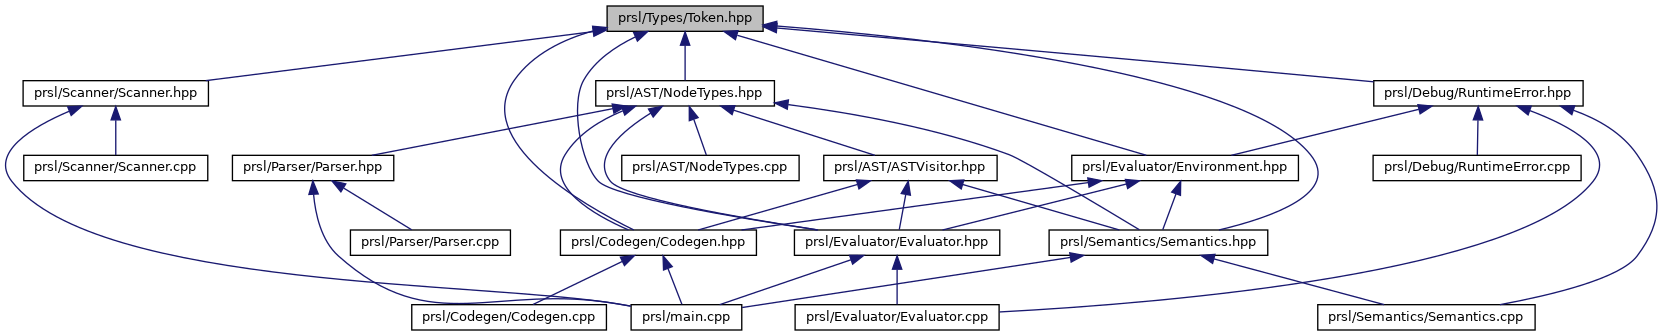 prsl/Types/Token.hpp
prsl/Scanner/Scanner.hpp
prsl/AST/NodeTypes.hpp
prsl/Debug/RuntimeError.hpp
prsl/Scanner/Scanner.cpp
prsl/Parser/Parser.hpp
prsl/AST/NodeTypes.cpp
prsl/AST/ASTVisitor.hpp
prsl/Evaluator/Environment.hpp
prsl/Debug/RuntimeError.cpp
prsl/Parser/Parser.cpp
prsl/Codegen/Codegen.hpp
prsl/Evaluator/Evaluator.hpp
prsl/Semantics/Semantics.hpp
prsl/Codegen/Codegen.cpp
prsl/main.cpp
prsl/Evaluator/Evaluator.cpp
prsl/Semantics/Semantics.cpp